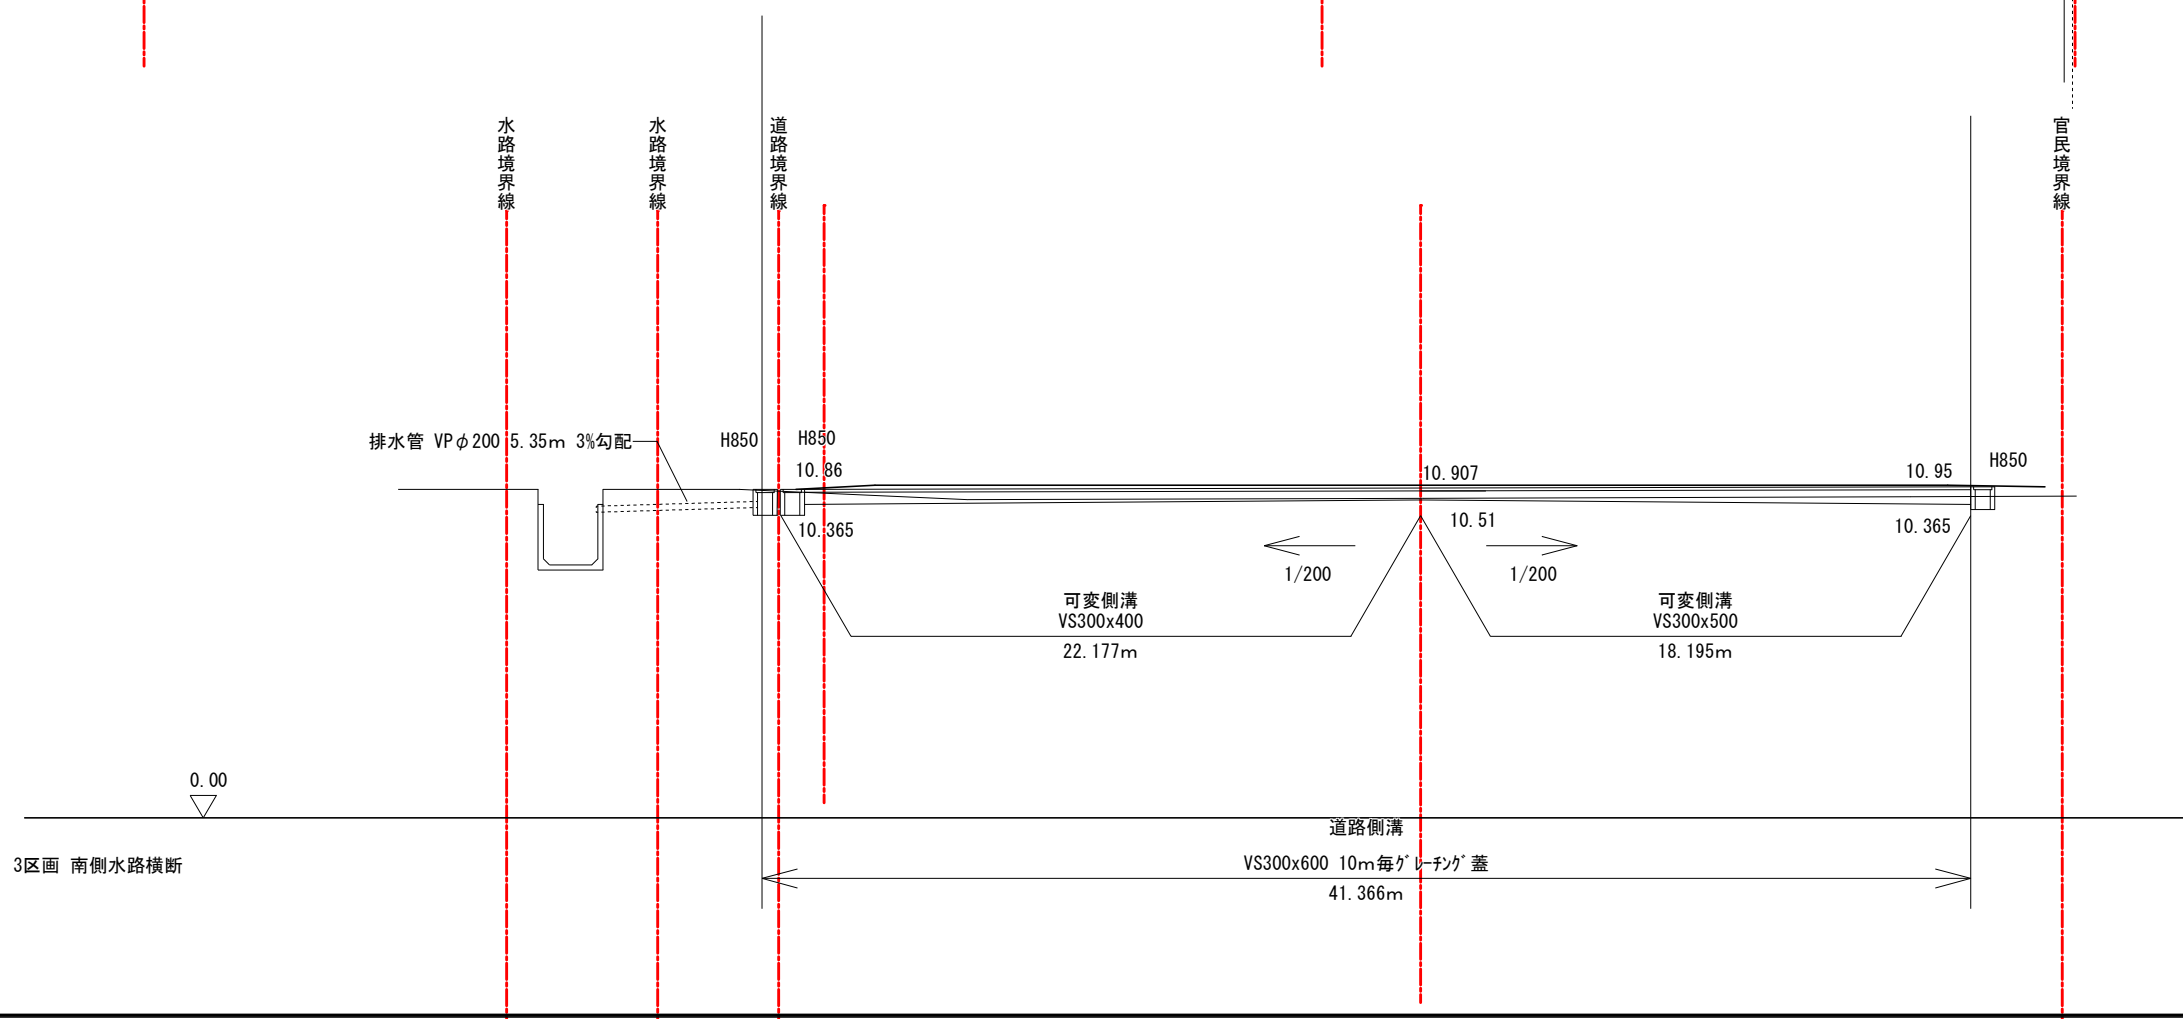 水路境界線
水路境界線
道路境界線
官民境界線
排水管 VPφ200 5.35m 3%勾配
H850
H850
H850
10.86
10.907
10.95
10.365
10.51
10.365
1/200
1/200
可変側溝
VS300x400
22.177m
可変側溝
VS300x500
18.195m
0.00
道路側溝
3区画 南側水路横断
VS300x600 10m毎ｸﾞﾚｰﾁﾝｸﾞ蓋
41.366m